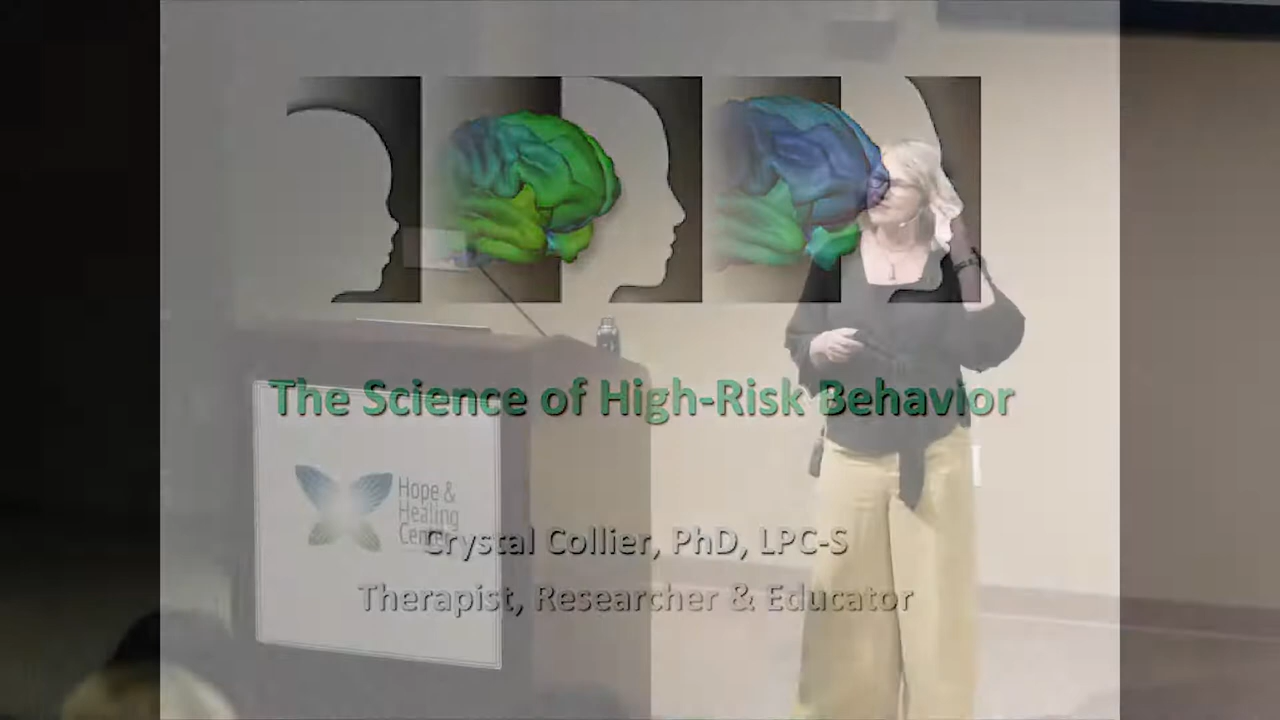 The Science of High-Risk Behavior
Hope &
Healing
Center
Crystal Collier, PhD, LPC-S
Therapist, Researcher & Educator